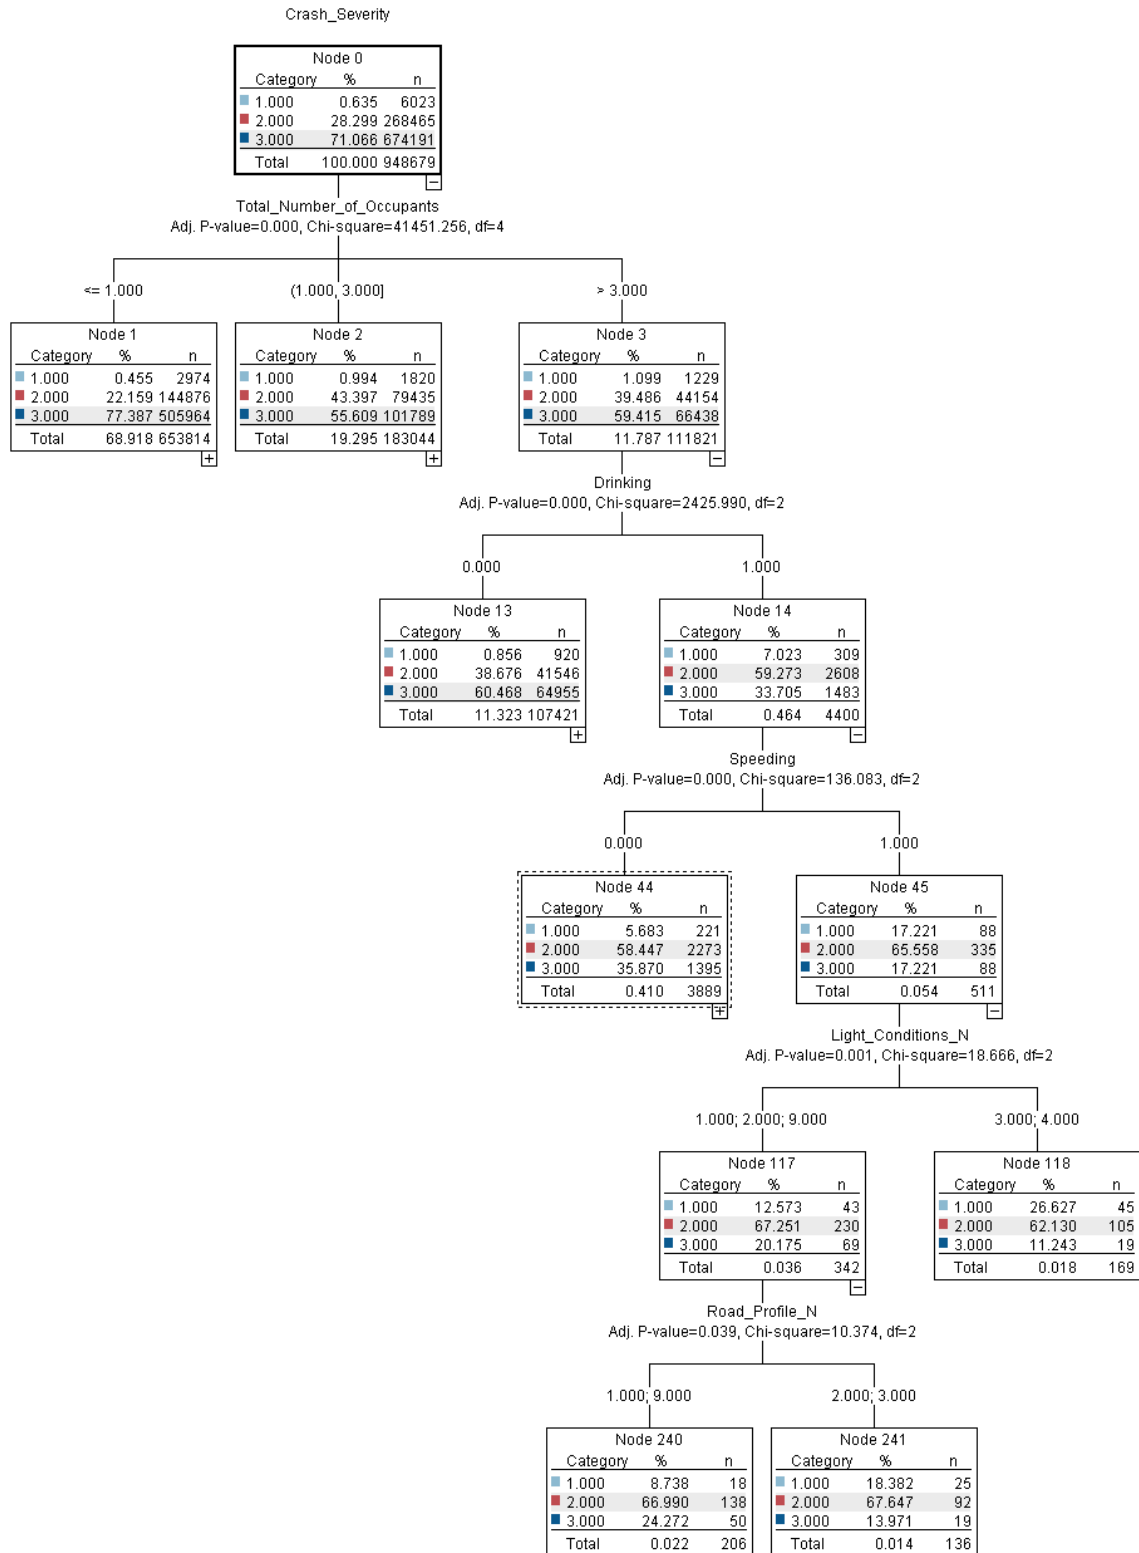 Crash_Severity
Node 0
Category % n
1.000 0.635 6023
2.000 28.299 268465
3.000 71.066 674191
Total 100.000 948679
Total_Number_of_Occupants
Adj. P-value=0.000, Chi-square=41451.256, df=4
<= 1.000
(1.000, 3.000]
> 3.000
Node 1
Category % n
1.000 0.455 2974
2.000 22.159 144876
3.000 77.387 505964
Total 68.918 653814
Node 2
Category % n
1.000 0.994 1820
2.000 43.397 79435
3.000 55.609 101789
Total 19.295 183044
Node 3
Category % n
1.000 1.099 1229
2.000 39.486 44154
3.000 59.415 66438
Total 11.787 111821
Drinking
Adj. P-value=0.000, Chi-square=2425.990, df=2
0.000
1.000
Node 13
Category % n
1.000 0.856 920
2.000 38.676 41546
3.000 60.468 64955
Total 11.323 107421
Node 14
Category % n
1.000 7.023 309
2.000 59.273 2608
3.000 33.705 1483
Total 0.464 4400
Speeding
Adj. P-value=0.000, Chi-square=136.083, df=2
0.000
1.000
Node 44
Category % n
1.000 5.683 221
2.000 58.447 2273
3.000 35.870 1395
Total 0.410 3889
Node 45
Category % n
1.000 17.221 88
2.000 65.558 335
3.000 17.221 88
Total 0.054 511
Light_Conditions_N
Adj. P-value=0.001, Chi-square=18.666, df=2
1.000; 2.000; 9.000
3.000; 4.000
Node 117
Category % n
1.000 12.573 43
2.000 67.251 230
3.000 20.175 69
Total 0.036 342
Node 118
Category % n
1.000 26.627 45
2.000 62.130 105
3.000 11.243 19
Total 0.018 169
Road_Profile_N
Adj. P-value=0.039, Chi-square=10.374, df=2
1.000; 9.000
2.000; 3.000
Node 240
Category % n
1.000 8.738 18
2.000 66.990 138
3.000 24.272 50
Total 0.022 206
Node 241
Category % n
1.000 18.382 25
2.000 67.647 92
3.000 13.971 19
Total 0.014 136